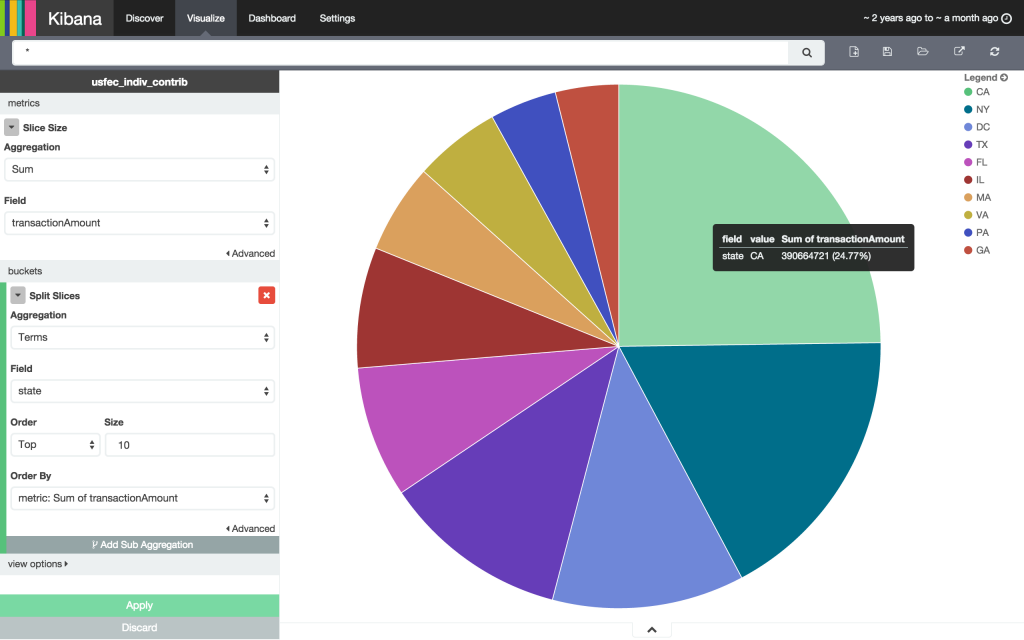 Kibana Discover Visualize Dashboard Settings ~ 2 years ago to ~ a month ago
*
usfec_indiv_contrib
metrics
Slice Size
Aggregation
Sum
Field
transactionAmount
Advanced
buckets
Split Slices
Aggregation
Terms
Field
state
Order Size
Top 10
Order By
metric: Sum of transactionAmount
Advanced
Add Sub Aggregation
view options
Apply
Discard
field value Sum of transactionAmount
state CA 390664721 (24.77%)
Legend
CA
NY
DC
TX
FL
IL
MA
VA
PA
GA